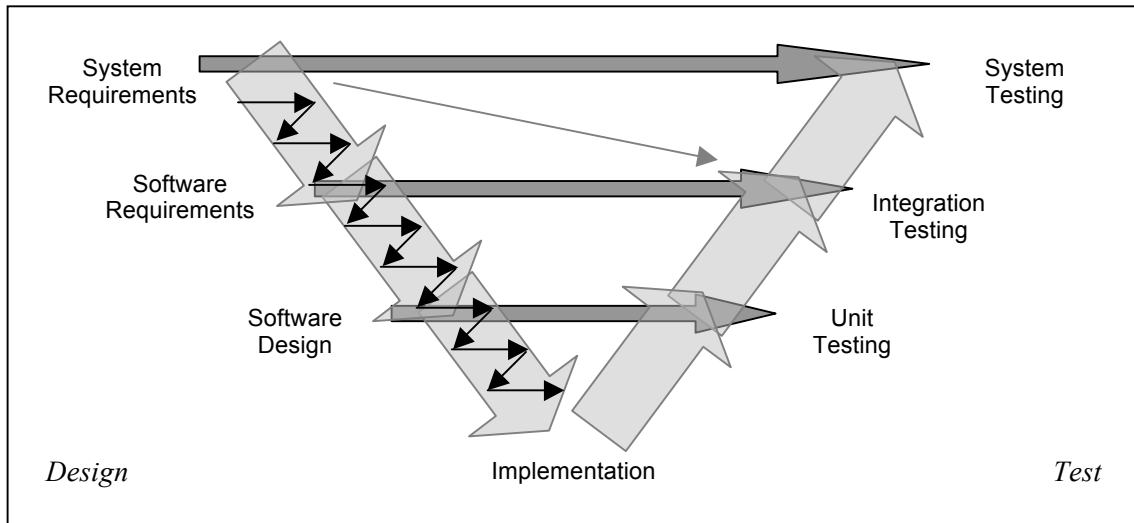 System
Requirements
System
Testing
Software
Requirements
Integration
Testing
Software
Design
Unit
Testing
Implementation
Design
Test